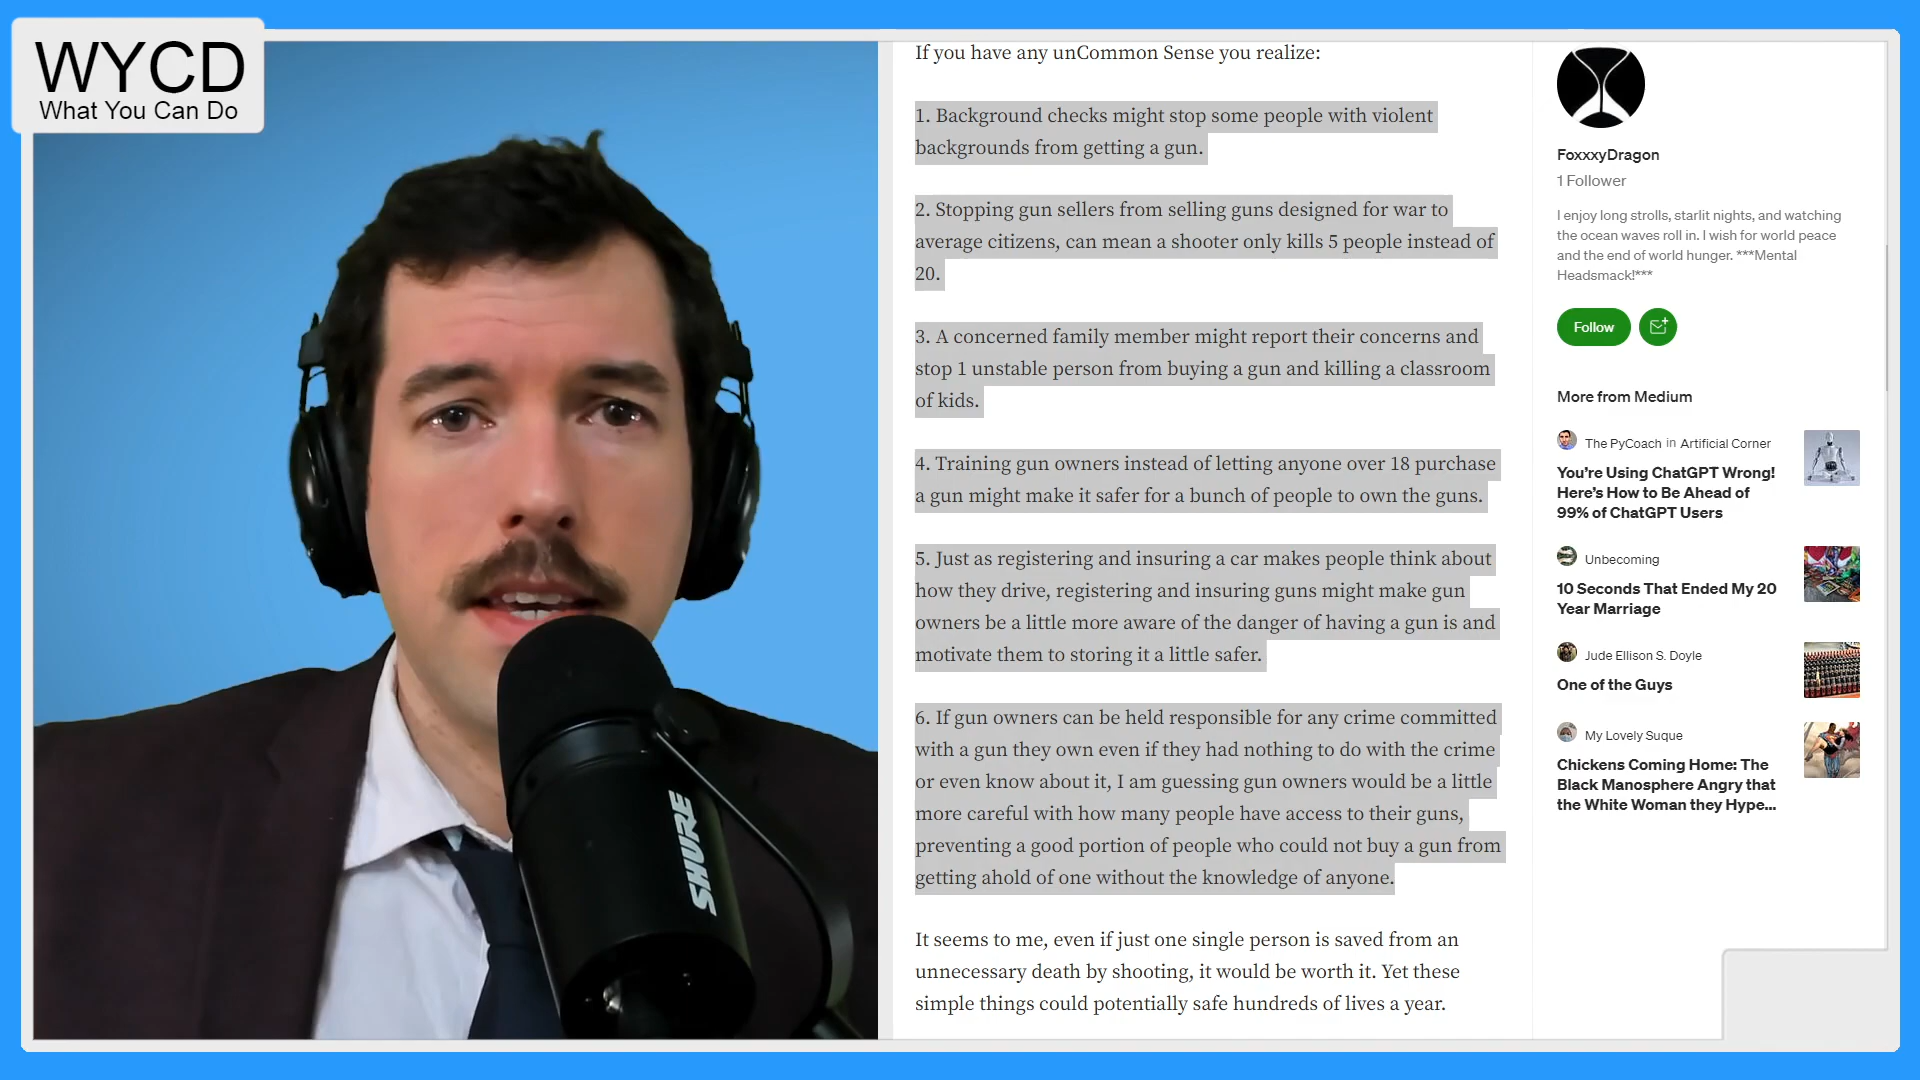 WYCD
What You Can Do
If you have any unCommon Sense you realize:
1. Background checks might stop some people with violent
backgrounds from getting a gun.
2. Stopping gun sellers from selling guns designed for war to
average citizens, can mean a shooter only kills 5 people instead of
20.
3. A concerned family member might report their concerns and
stop 1 unstable person from buying a gun and killing a classroom
of kids.
4. Training gun owners instead of letting anyone over 18 purchase
a gun might make it safer for a bunch of people to own the guns.
5. Just as registering and insuring a car makes people think about
how they drive, registering and insuring guns might make gun
owners be a little more aware of the danger of having a gun is and
motivate them to storing it a little safer.
6. If gun owners can be held responsible for any crime committed
with a gun they own even if they had nothing to do with the crime
or even know about it, I am guessing gun owners would be a little
more careful with how many people have access to their guns,
preventing a good portion of people who could not buy a gun from
getting ahold of one without the knowledge of anyone.
It seems to me, even if just one single person is saved from an
unnecessary death by shooting, it would be worth it. Yet these
simple things could potentially safe hundreds of lives a year.
FoxxxyDragon
1 Follower
I enjoy long strolls, starlit nights, and watching
the ocean waves roll in. I wish for world peace
and the end of world hunger. ***Mental
Headsmack!***
Follow
More from Medium
The PyCoach in Artificial Corner
You're Using ChatGPT Wrong!
Here's How to Be Ahead of
99% of ChatGPT Users
Unbecoming
10 Seconds That Ended My 20
Year Marriage
Jude Ellison S. Doyle
One of the Guys
My Lovely Suque
Chickens Coming Home: The
Black Manosphere Angry that
the White Woman they Hype...
SHURE